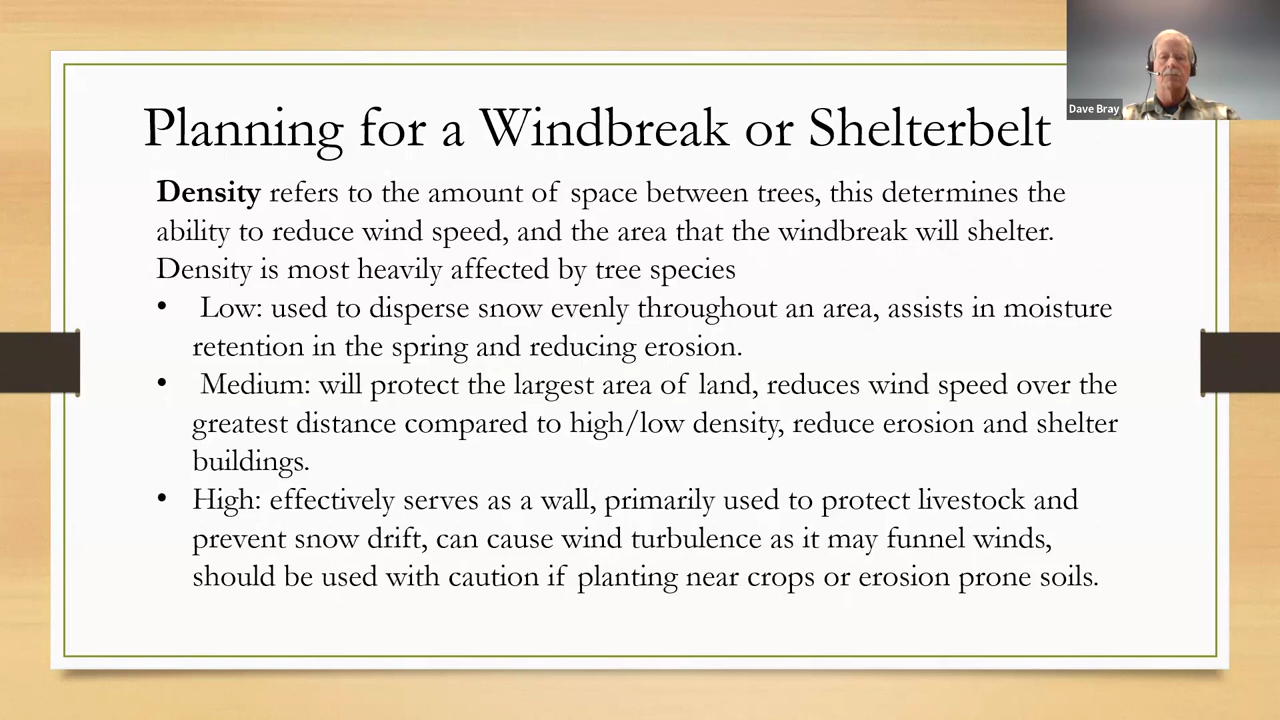 Planning for a Windbreak or Shelterbelt
Dave Bray
Density refers to the amount of space between trees, this determines the
ability to reduce wind speed, and the area that the windbreak will shelter.
Density is most heavily affected by tree species
• Low: used to disperse snow evenly throughout an area, assists in moisture
retention in the spring and reducing erosion.
• Medium: will protect the largest area of land, reduces wind speed over the
greatest distance compared to high/low density, reduce erosion and shelter
buildings.
• High: effectively serves as a wall, primarily used to protect livestock and
prevent snow drift, can cause wind turbulence as it may funnel winds,
should be used with caution if planting near crops or erosion prone soils.